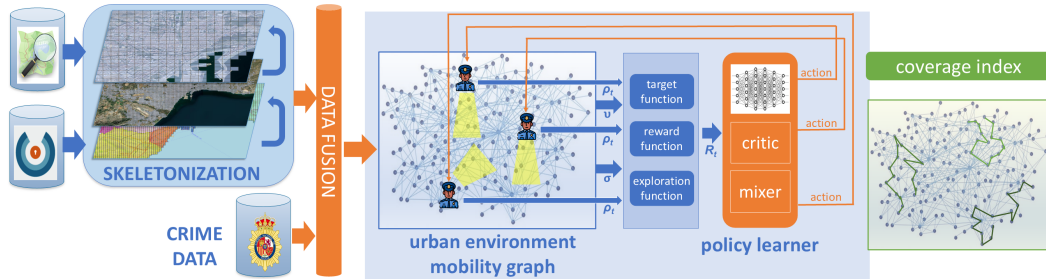 SKELETONIZATION
CRIME
DATA
DATA FUSION
urban environment
mobility graph
ρt
υ
ρt
σ
ρt
target
function
reward
function
exploration
function
Rt
critic
mixer
policy learner
action
action
action
coverage index